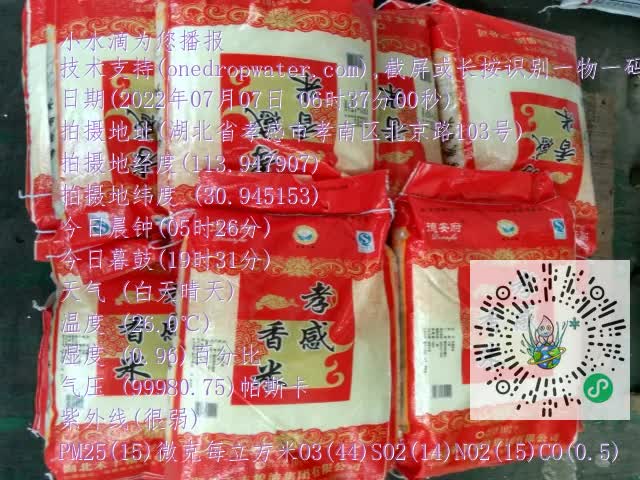 小水滴为您播报
技术支持(onedropwater.com),截屏或长按识别一物一码
日期(2022年07月07日 06时37分00秒)
拍摄地址(湖北省孝感市孝南区北京路103号)
拍摄地经度(113.947907)
拍摄地纬度 (30.945153)
今日晨钟(05时26分)
今日暮鼓(19时31分)
天气 (白天晴天)
温度 (26.0℃)
湿度 (0.96)百分比
气压 (99980.75)帕斯卡
紫外线(很弱)
PM25(15)微克每立方米O3(44)SO2(14)NO2(15)CO(0.5)
德安府
孝感
香米
孝感
香米